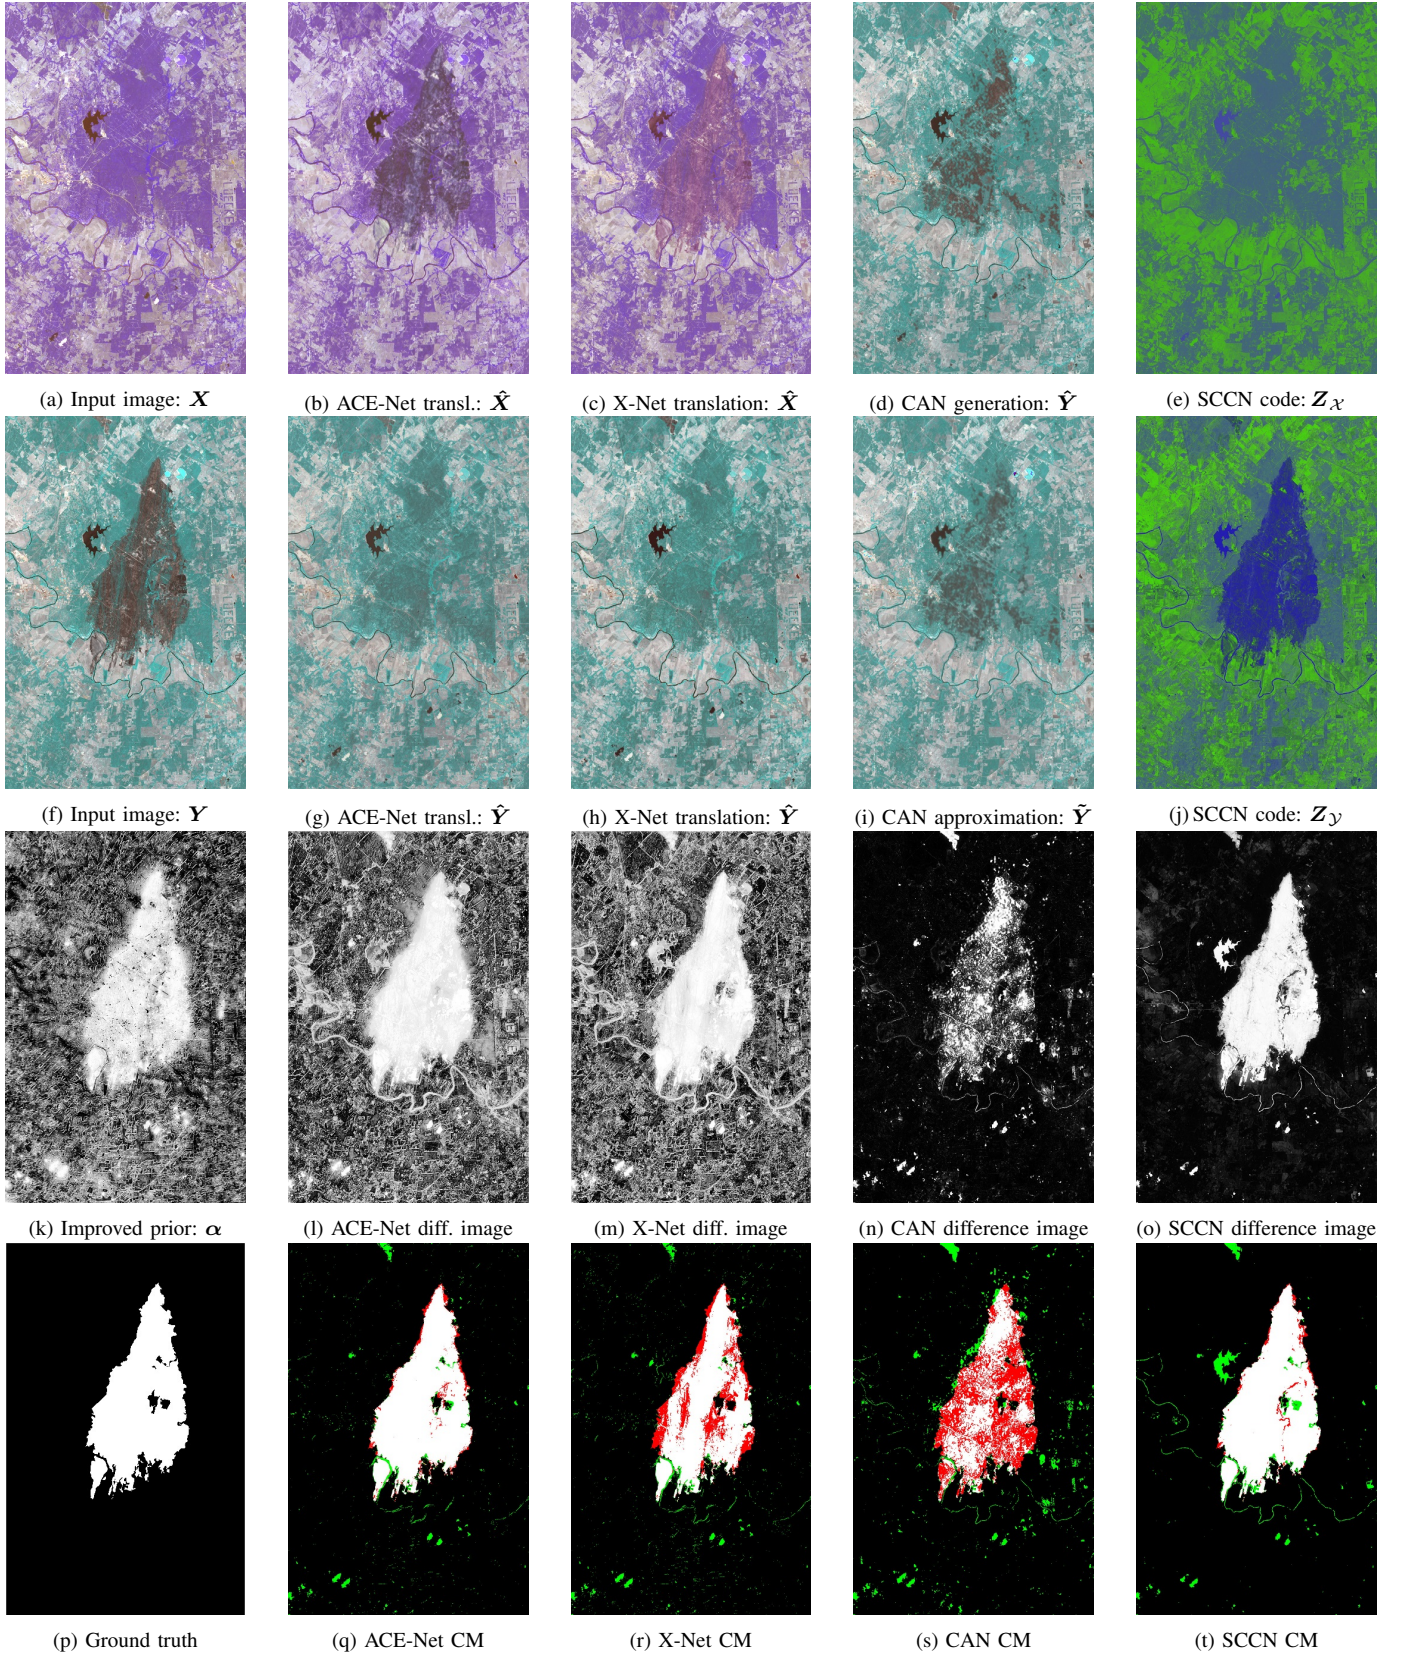 (a) Input image: X
(b) ACE-Net transl.: X̂
(c) X-Net translation: X̂
(d) CAN generation: Ŷ
(e) SCCN code: Z𝒳
(f) Input image: Y
(g) ACE-Net transl.: Ŷ
(h) X-Net translation: Ŷ
(i) CAN approximation: Ỹ
(j) SCCN code: Z𝒴
(k) Improved prior: α
(l) ACE-Net diff. image
(m) X-Net diff. image
(n) CAN difference image
(o) SCCN difference image
(p) Ground truth
(q) ACE-Net CM
(r) X-Net CM
(s) CAN CM
(t) SCCN CM